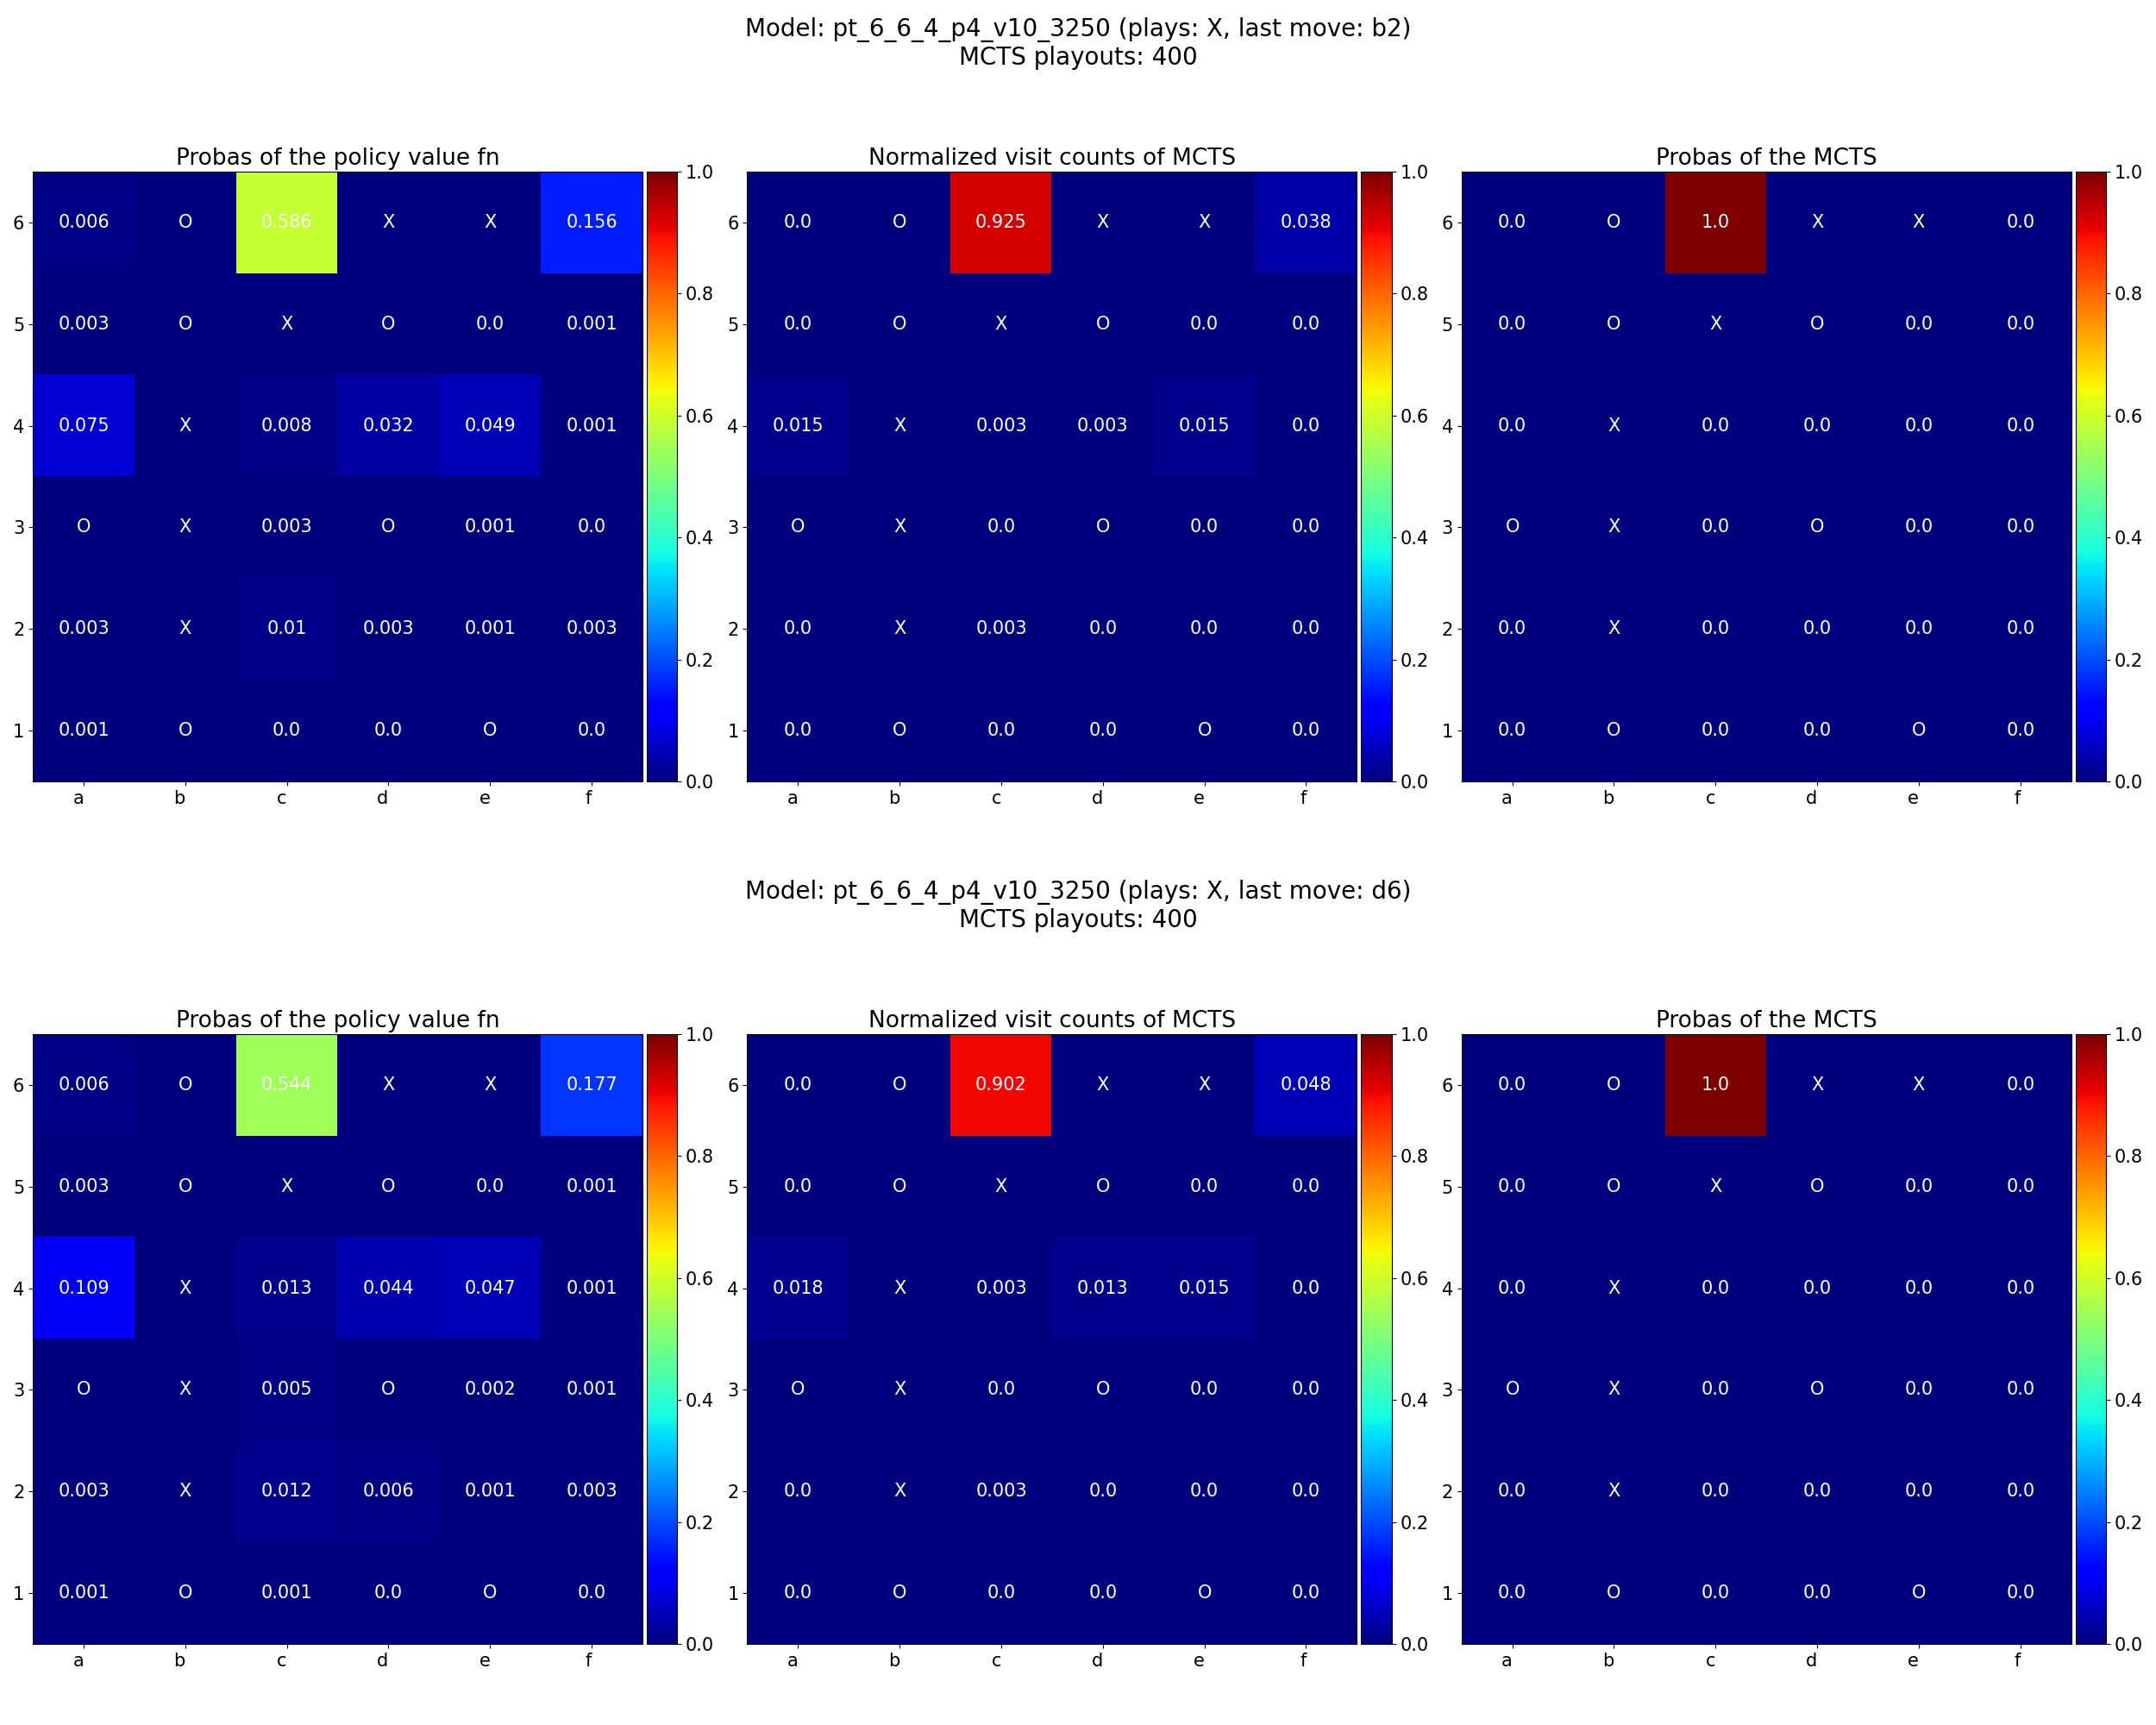 Model: pt_6_6_4_p4_v10_3250 (plays: X, last move: b2)
MCTS playouts: 400
Probas of the policy value fn
Normalized visit counts of MCTS
Probas of the MCTS
6 0.006 O 0.586 X X 0.156
5 0.003 O X O 0.0 0.001
4 0.075 X 0.008 0.032 0.049 0.001
3 O X 0.003 O 0.001 0.0
2 0.003 X 0.01 0.003 0.001 0.003
1 0.001 O 0.0 0.0 O 0.0
a b c d e f
1.0
0.8
0.6
0.4
0.2
0.0
6 0.0 O 0.925 X X 0.038
5 0.0 O X O 0.0 0.0
4 0.015 X 0.003 0.003 0.015 0.0
3 O X 0.0 O 0.0 0.0
2 0.0 X 0.003 0.0 0.0 0.0
1 0.0 O 0.0 0.0 O 0.0
a b c d e f
1.0
0.8
0.6
0.4
0.2
0.0
6 0.0 O 1.0 X X 0.0
5 0.0 O X O 0.0 0.0
4 0.0 X 0.0 0.0 0.0 0.0
3 O X 0.0 O 0.0 0.0
2 0.0 X 0.0 0.0 0.0 0.0
1 0.0 O 0.0 0.0 O 0.0
a b c d e f
1.0
0.8
0.6
0.4
0.2
0.0
Model: pt_6_6_4_p4_v10_3250 (plays: X, last move: d6)
MCTS playouts: 400
Probas of the policy value fn
Normalized visit counts of MCTS
Probas of the MCTS
6 0.006 O 0.544 X X 0.177
5 0.003 O X O 0.0 0.001
4 0.109 X 0.013 0.044 0.047 0.001
3 O X 0.005 O 0.002 0.001
2 0.003 X 0.012 0.006 0.001 0.003
1 0.001 O 0.001 0.0 O 0.0
a b c d e f
1.0
0.8
0.6
0.4
0.2
0.0
6 0.0 O 0.902 X X 0.048
5 0.0 O X O 0.0 0.0
4 0.018 X 0.003 0.013 0.015 0.0
3 O X 0.0 O 0.0 0.0
2 0.0 X 0.003 0.0 0.0 0.0
1 0.0 O 0.0 0.0 O 0.0
a b c d e f
1.0
0.8
0.6
0.4
0.2
0.0
6 0.0 O 1.0 X X 0.0
5 0.0 O X O 0.0 0.0
4 0.0 X 0.0 0.0 0.0 0.0
3 O X 0.0 O 0.0 0.0
2 0.0 X 0.0 0.0 0.0 0.0
1 0.0 O 0.0 0.0 O 0.0
a b c d e f
1.0
0.8
0.6
0.4
0.2
0.0